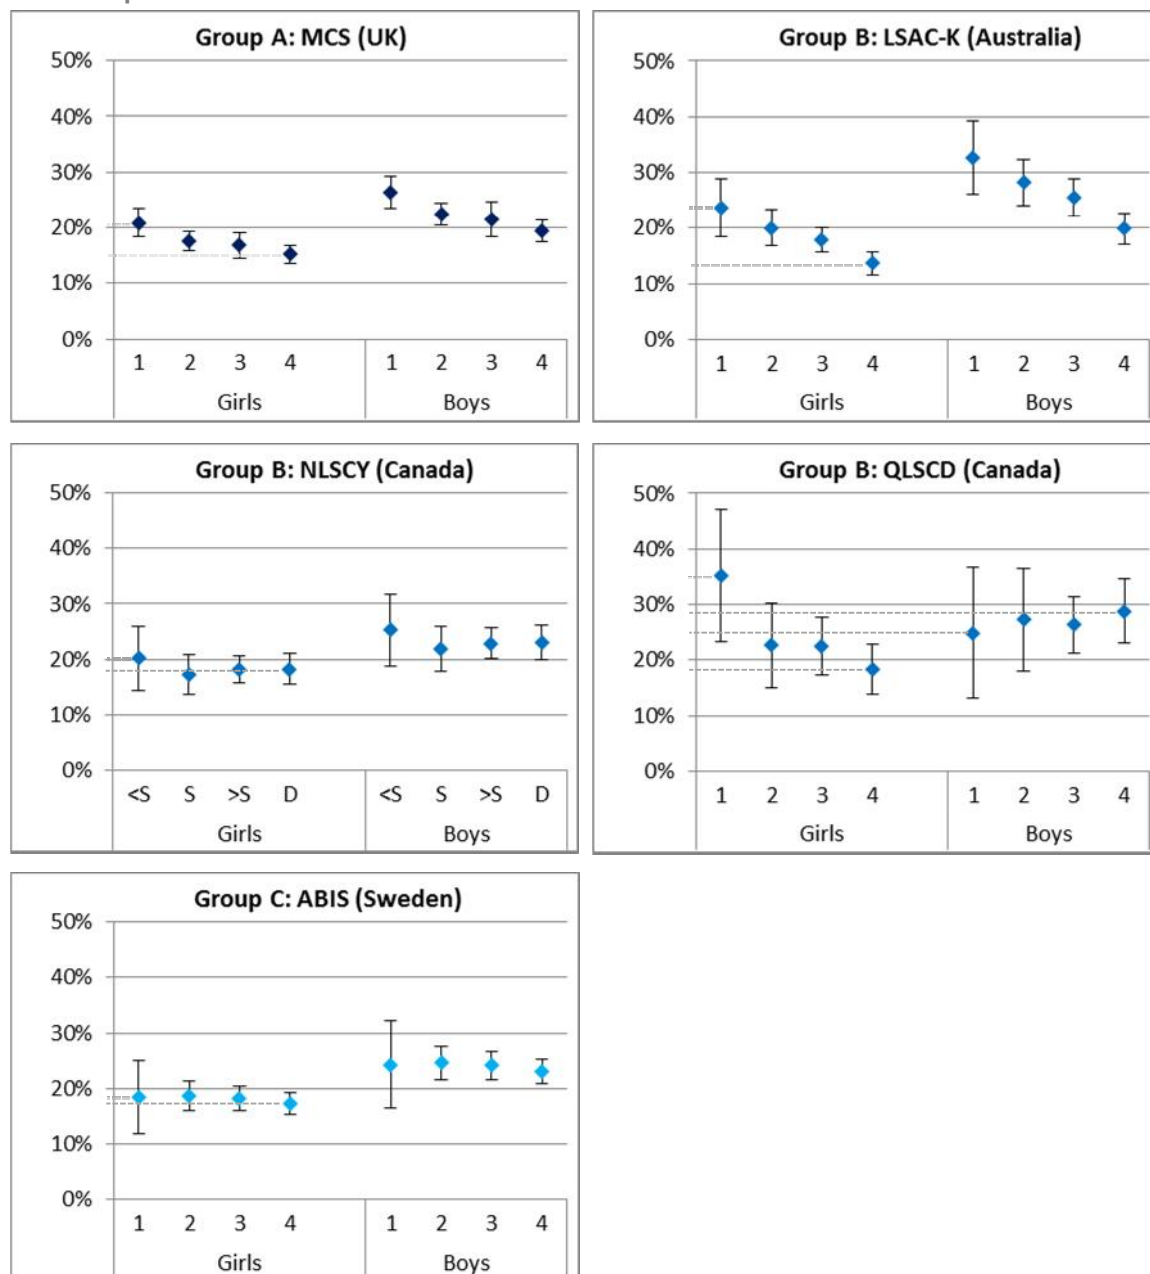 Group A: MCS (UK)
50%
40%
30%
20%
10%
0%
1 2 3 4 1 2 3 4
Girls Boys
Group B: LSAC-K (Australia)
50%
40%
30%
20%
10%
0%
1 2 3 4 1 2 3 4
Girls Boys
Group B: NLSCY (Canada)
50%
40%
30%
20%
10%
0%
<S S >S D <S S >S D
Girls Boys
Group B: QLSCD (Canada)
50%
40%
30%
20%
10%
0%
1 2 3 4 1 2 3 4
Girls Boys
Group C: ABIS (Sweden)
50%
40%
30%
20%
10%
0%
1 2 3 4 1 2 3 4
Girls Boys